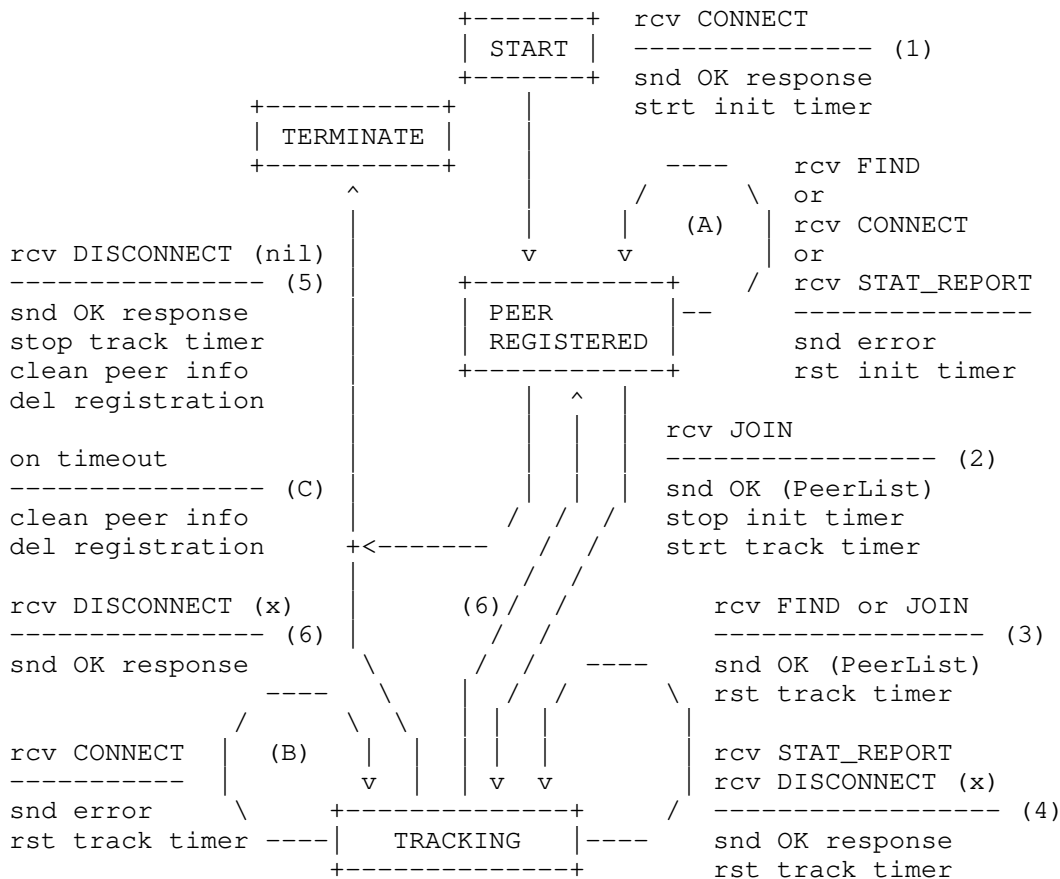 START
rcv CONNECT
--------------- (1)
snd OK response
strt init timer
TERMINATE
rcv FIND
or
(A)
rcv CONNECT
or
rcv STAT_REPORT
---------------
snd error
rst init timer
rcv DISCONNECT (nil)
---------------- (5)
snd OK response
stop track timer
clean peer info
del registration
PEER
REGISTERED
rcv JOIN
----------------- (2)
snd OK (PeerList)
stop init timer
strt track timer
on timeout
---------------- (C)
clean peer info
del registration
rcv DISCONNECT (x)
---------------- (6)
snd OK response
(6)
rcv FIND or JOIN
----------------- (3)
snd OK (PeerList)
rst track timer
rcv CONNECT
-----------
snd error
rst track timer
(B)
rcv STAT_REPORT
rcv DISCONNECT (x)
------------------ (4)
snd OK response
rst track timer
TRACKING